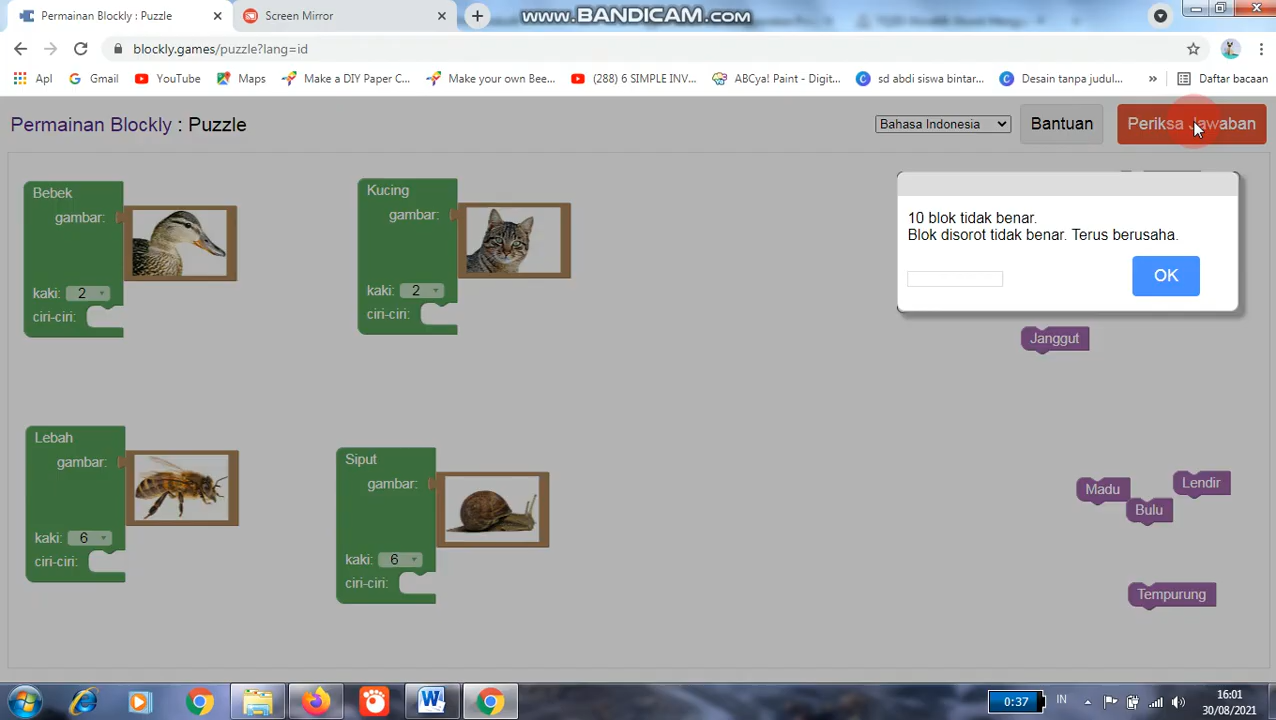 Permainan Blockly : Puzzle
Screen Mirror
www.BANDICAM.com
blockly.games/puzzle?lang=id
Apl
Gmail
YouTube
Maps
Make a DIY Paper C...
Make your own Bee...
(288) 6 SIMPLE INV...
ABCya! Paint - Digit...
sd abdi siswa bintar...
Desain tanpa judul...
»
Daftar bacaan
Permainan Blockly : Puzzle
Bahasa Indonesia
Bantuan
Periksa Jawaban
10 blok tidak benar.
Blok disorot tidak benar. Terus berusaha.
OK
Bebek
gambar:
kaki: 2
ciri-ciri:
Kucing
gambar:
kaki: 2
ciri-ciri:
Janggut
Lebah
gambar:
kaki: 6
ciri-ciri:
Siput
gambar:
kaki: 6
ciri-ciri:
Madu
Lendir
Bulu
Tempurung
0:37
IN
16:01
30/08/2021